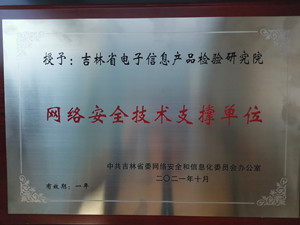 授予：吉林省电子信息产品检验研究院
网络安全技术支撑单位
中共吉林省委网络安全和信息化委员会办公室
二〇二一年十月
有效期：一年